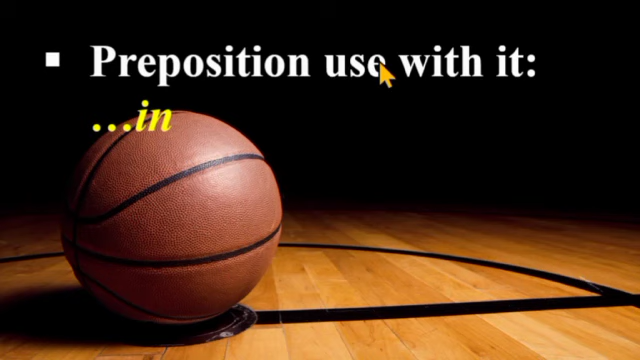 ▪ Preposition use with it:
…in